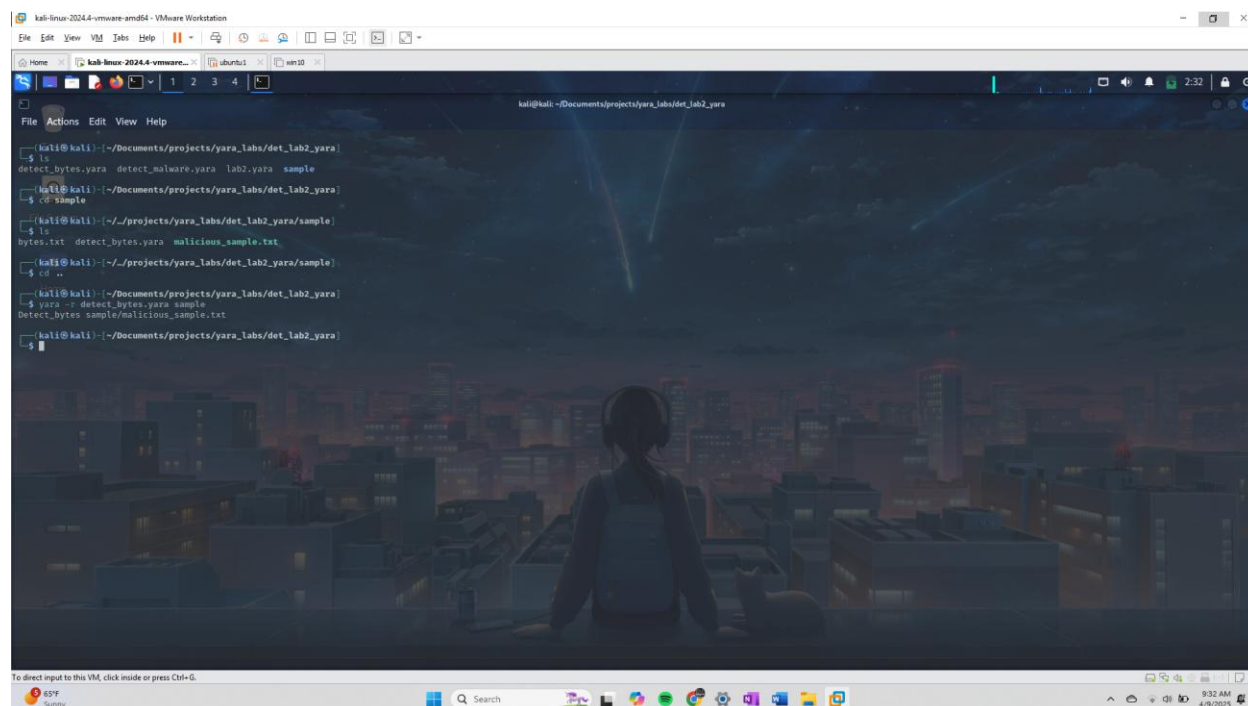 kali-linux-2024.4-vmware-amd64 - VMware Workstation
File Edit View VM Tabs Help
Home kali-linux-2024.4-vmware... ubuntu1 win10
1 2 3 4 2:32
kali@kali: ~/Documents/projects/yara_labs/det_lab2_yara
File Actions Edit View Help
(kali㉿kali)-[~/Documents/projects/yara_labs/det_lab2_yara]
$ ls
detect_bytes.yara detect_malware.yara lab2.yara sample
(kali㉿kali)-[~/Documents/projects/yara_labs/det_lab2_yara]
$ cd sample
(kali㉿kali)-[~/…/projects/yara_labs/det_lab2_yara/sample]
$ ls
bytes.txt detect_bytes.yara malicious_sample.txt
(kali㉿kali)-[~/…/projects/yara_labs/det_lab2_yara/sample]
$ cd ..
(kali㉿kali)-[~/Documents/projects/yara_labs/det_lab2_yara]
$ yara -r detect_bytes.yara sample
Detect_bytes sample/malicious_sample.txt
(kali㉿kali)-[~/Documents/projects/yara_labs/det_lab2_yara]
$
To direct input to this VM, click inside or press Ctrl+G.
5 65°F Search 9:32 AM
Sunny 4/9/2025